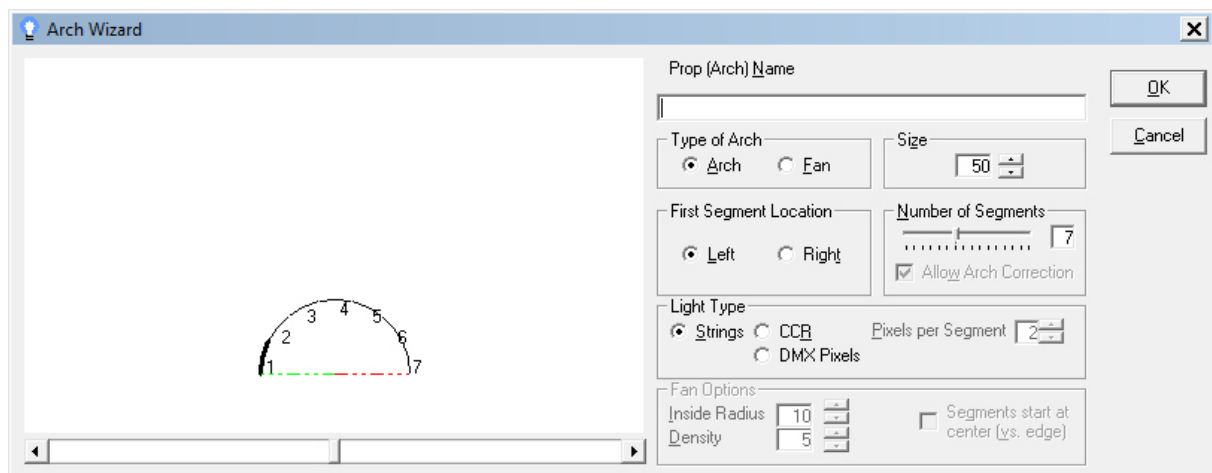 Arch Wizard
Prop (Arch) Name
OK
Cancel
Type of Arch
Arch Fan
Size
50
First Segment Location
Left Right
Number of Segments
7
Allow Arch Correction
Light Type
Strings CCR
DMX Pixels
Pixels per Segment 2
Fan Options
Inside Radius 10
Density 5
Segments start at
center (vs. edge)
1 2 3 4 5 6 7